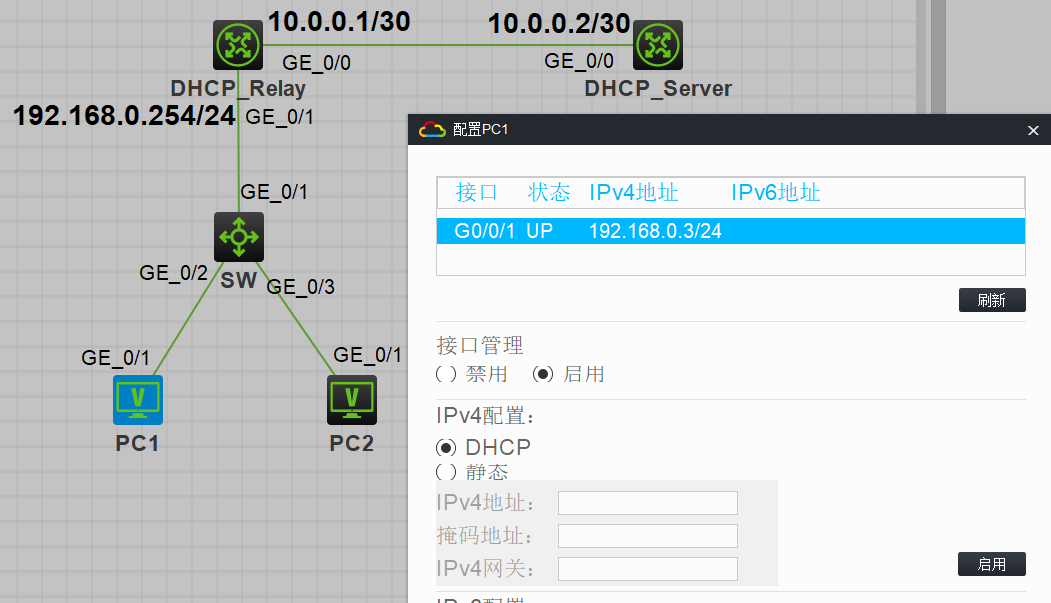 10.0.0.1/30
10.0.0.2/30
GE_0/0
GE_0/0
DHCP_Relay
DHCP_Server
192.168.0.254/24
GE_0/1
GE_0/1
SW
GE_0/2
GE_0/3
GE_0/1
GE_0/1
PC1
PC2
配置PC1
接口 状态 IPv4地址 IPv6地址
G0/0/1 UP 192.168.0.3/24
刷新
接口管理
禁用 启用
IPv4配置:
DHCP
静态
IPv4地址:
掩码地址:
IPv4网关:
启用